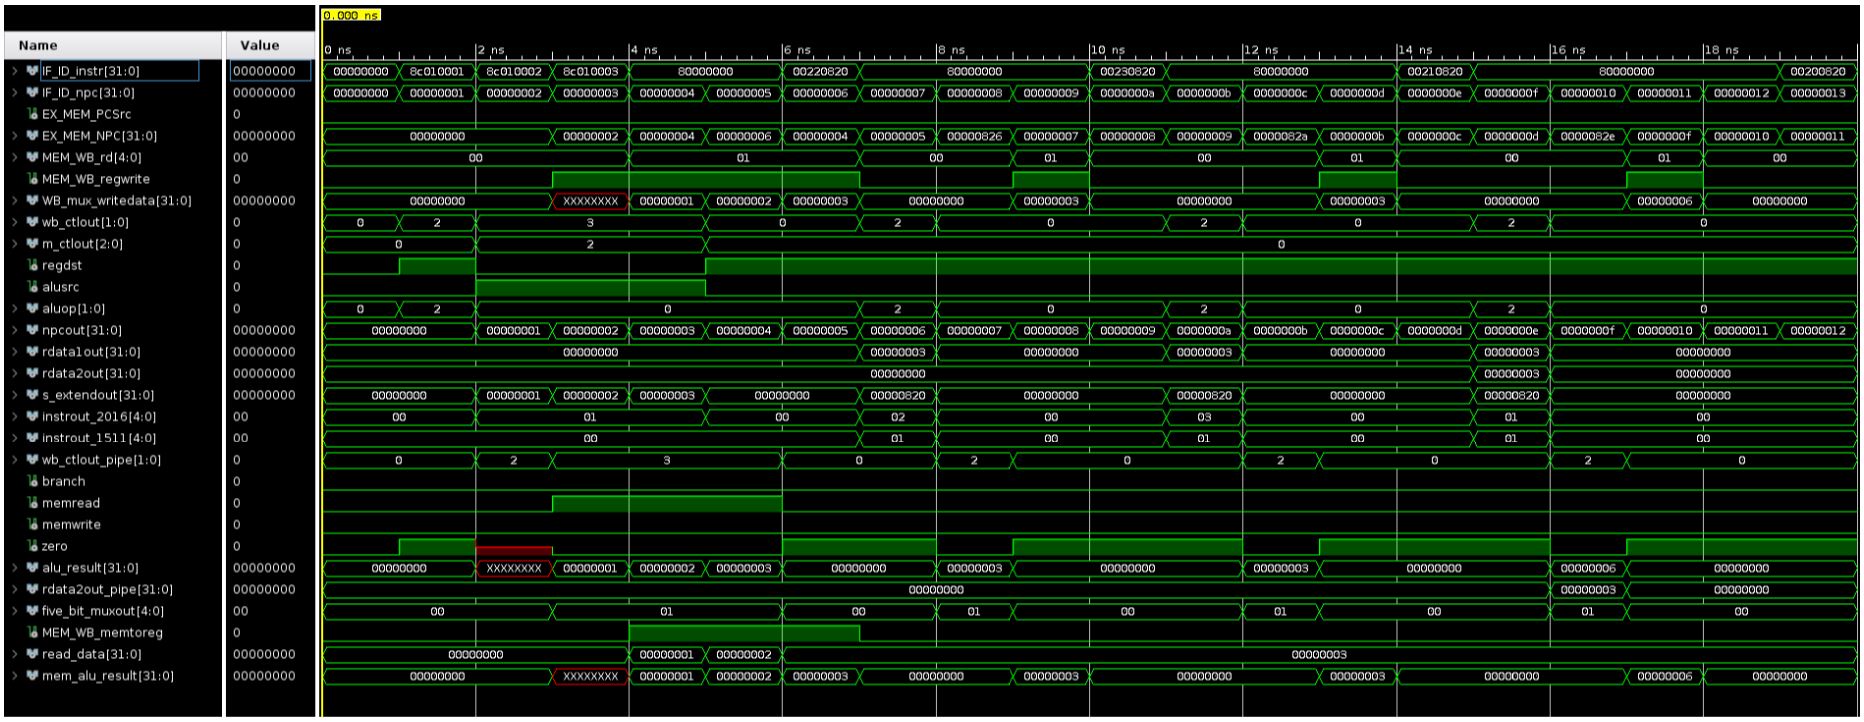 0.000 ns
Name Value 0 ns 2 ns 4 ns 6 ns 8 ns 10 ns 12 ns 14 ns 16 ns 18 ns
IF_ID_instr[31:0] 00000000 00000000 8c010001 8c010002 8c010003 80000000 00220820 80000000 00230820 80000000 00210820 80000000 00200820
IF_ID_npc[31:0] 00000000 00000000 00000001 00000002 00000003 00000004 00000005 00000006 00000007 00000008 00000009 0000000a 0000000b 0000000c 0000000d 0000000e 0000000f 00000010 00000011 00000012 00000013
EX_MEM_PCSrc 0
EX_MEM_NPC[31:0] 00000000 00000000 00000002 00000004 00000006 00000004 00000005 00000826 00000007 00000008 00000009 0000082a 0000000b 0000000c 0000000d 0000082e 0000000f 00000010 00000011
MEM_WB_rd[4:0] 00 00 01 00 01 00 01 00 01 00
MEM_WB_regwrite 0
WB_mux_writedata[31:0] 00000000 00000000 XXXXXXXX 00000001 00000002 00000003 00000000 00000003 00000000 00000003 00000000 00000006 00000000
wb_ctlout[1:0] 0 0 2 3 0 2 0 2 0 2 0
m_ctlout[2:0] 0 0 2 0
regdst 0
alusrc 0
aluop[1:0] 0 0 2 0 2 0 2 0 2 0
npcout[31:0] 00000000 00000000 00000001 00000002 00000003 00000004 00000005 00000006 00000007 00000008 00000009 0000000a 0000000b 0000000c 0000000d 0000000e 0000000f 00000010 00000011 00000012
rdata1out[31:0] 00000000 00000000 00000003 00000000 00000003 00000000 00000003 00000000
rdata2out[31:0] 00000000 00000000 00000003 00000000
s_extendout[31:0] 00000000 00000000 00000001 00000002 00000003 00000000 00000820 00000000 00000820 00000000 00000820 00000000
instrout_2016[4:0] 00 00 01 00 02 00 03 00 01 00
instrout_1511[4:0] 00 00 01 00 01 00 01 00
wb_ctlout_pipe[1:0] 0 0 2 3 0 2 0 2 0 2 0
branch 0
memread 0
memwrite 0
zero 0
alu_result[31:0] 00000000 00000000 XXXXXXXX 00000001 00000002 00000003 00000000 00000003 00000000 00000003 00000000 00000006 00000000
rdata2out_pipe[31:0] 00000000 00000000 00000003 00000000
five_bit_muxout[4:0] 00 00 01 00 01 00 01 00 01 00
MEM_WB_memtoreg 0
read_data[31:0] 00000000 00000000 00000001 00000002 00000003
mem_alu_result[31:0] 00000000 00000000 XXXXXXXX 00000001 00000002 00000003 00000000 00000003 00000000 00000003 00000000 00000006 00000000